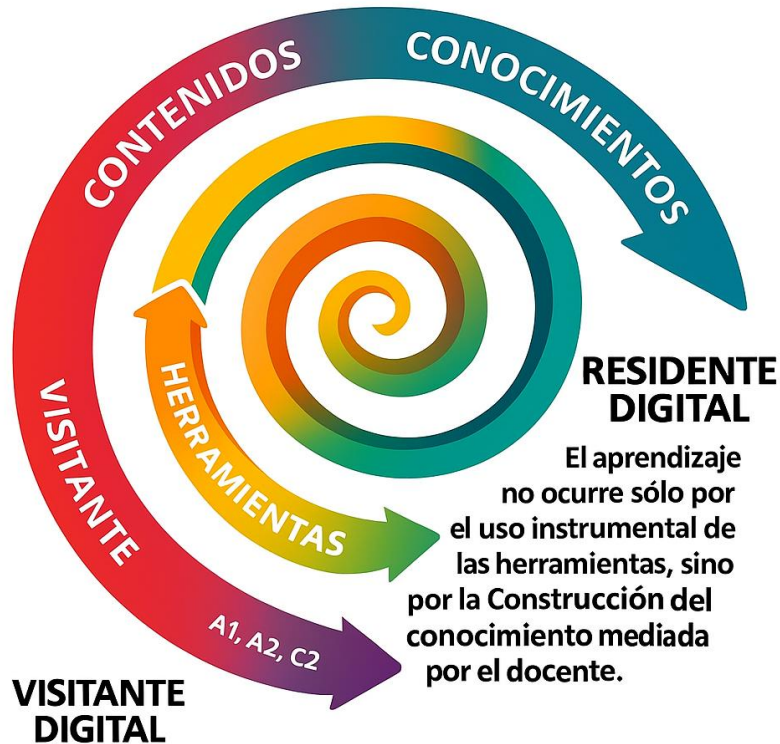 CONTENIDOS
CONOCIMIENTOS
HERRAMIENTAS
VISITANTE
A1, A2, C2
VISITANTE
DIGITAL
RESIDENTE
DIGITAL
El aprendizaje
no ocurre sólo por
el uso instrumental de
las herramientas, sino
por la Construcción del
conocimiento mediada
por el docente.